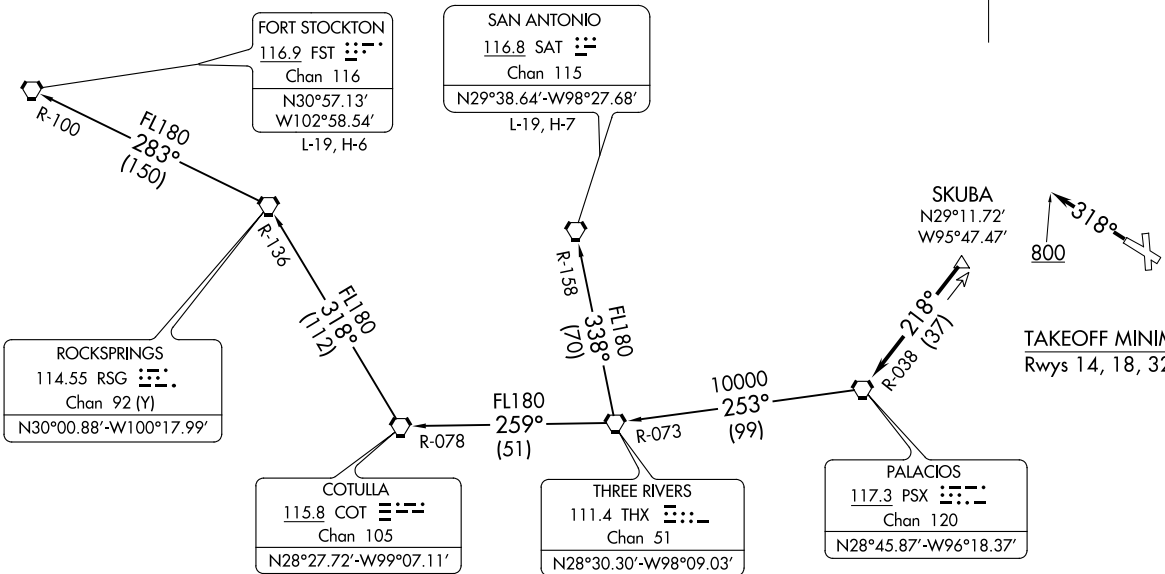 FORT STOCKTON
116.9 FST
Chan 116
N30°57.13'
W102°58.54'
L-19, H-6
SAN ANTONIO
116.8 SAT
Chan 115
N29°38.64'-W98°27.68'
L-19, H-7
R-100
FL180
283°
(150)
R-136
FL180
318°
(112)
R-158
FL180
338°
(70)
SKUBA
N29°11.72'
W95°47.47'
318°
800
218°
(37)
R-038
TAKEOFF MINIM
Rwys 14, 18, 32
ROCKSPRINGS
114.55 RSG
Chan 92 (Y)
N30°00.88'-W100°17.99'
R-078
FL180
259°
(51)
R-073
10000
253°
(99)
COTULLA
115.8 COT
Chan 105
N28°27.72'-W99°07.11'
THREE RIVERS
111.4 THX
Chan 51
N28°30.30'-W98°09.03'
PALACIOS
117.3 PSX
Chan 120
N28°45.87'-W96°18.37'